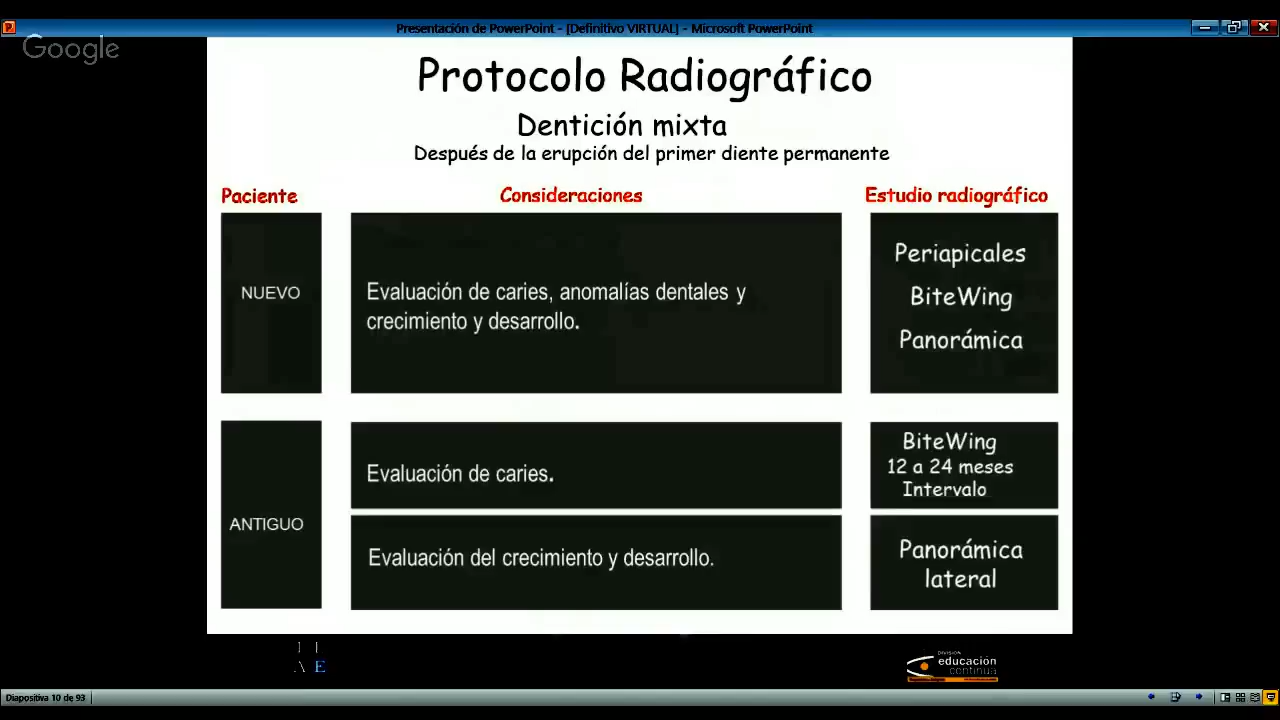 Presentación de PowerPoint - [Definitivo VIRTUAL] - Microsoft PowerPoint
Google
Protocolo Radiográfico
Dentición mixta
Después de la erupción del primer diente permanente
Paciente
Consideraciones
Estudio radiográfico
NUEVO
Evaluación de caries, anomalías dentales y
crecimiento y desarrollo.
Periapicales
BiteWing
Panorámica
ANTIGUO
Evaluación de caries.
BiteWing
12 a 24 meses
Intervalo
Evaluación del crecimiento y desarrollo.
Panorámica
lateral
E
DIVISIÓN
educación
continua
Diapositiva 10 de 93